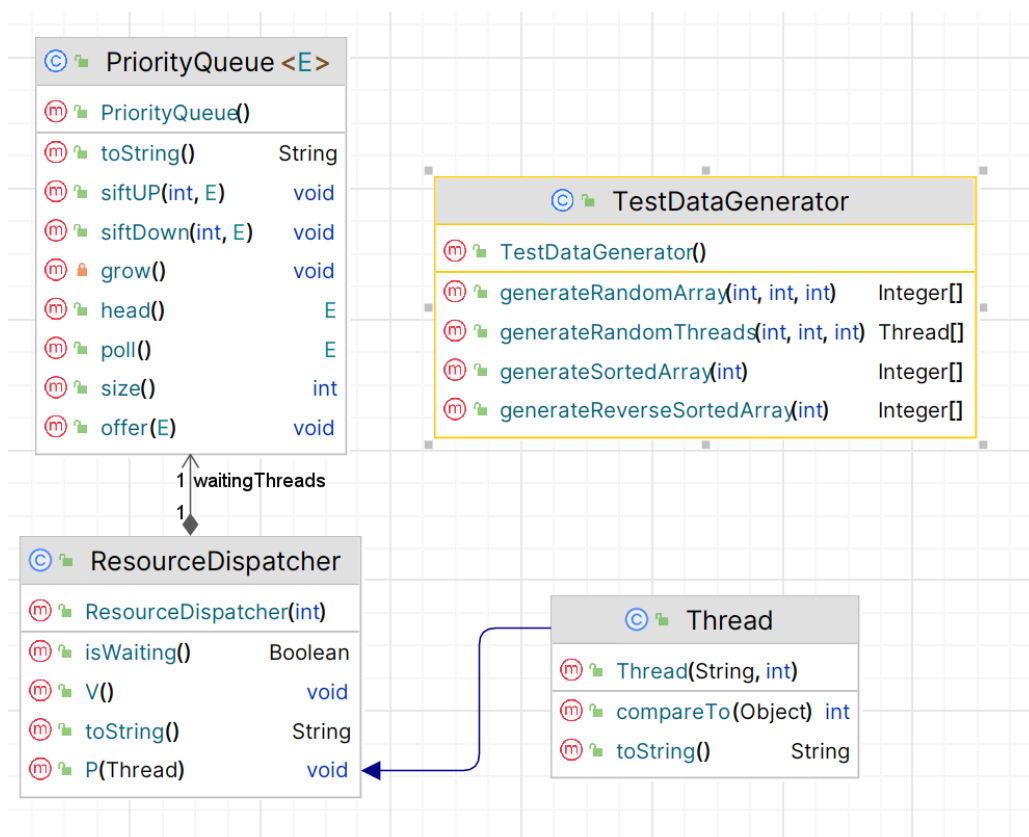 PriorityQueue <E>
PriorityQueue()
toString() String
siftUP(int, E) void
siftDown(int, E) void
grow() void
head() E
poll() E
size() int
offer(E) void
1 waitingThreads
1
ResourceDispatcher
ResourceDispatcher(int)
isWaiting() Boolean
V() void
toString() String
P(Thread) void
TestDataGenerator
TestDataGenerator()
generateRandomArray(int, int, int) Integer[]
generateRandomThreads(int, int, int) Thread[]
generateSortedArray(int) Integer[]
generateReverseSortedArray(int) Integer[]
Thread
Thread(String, int)
compareTo(Object) int
toString() String